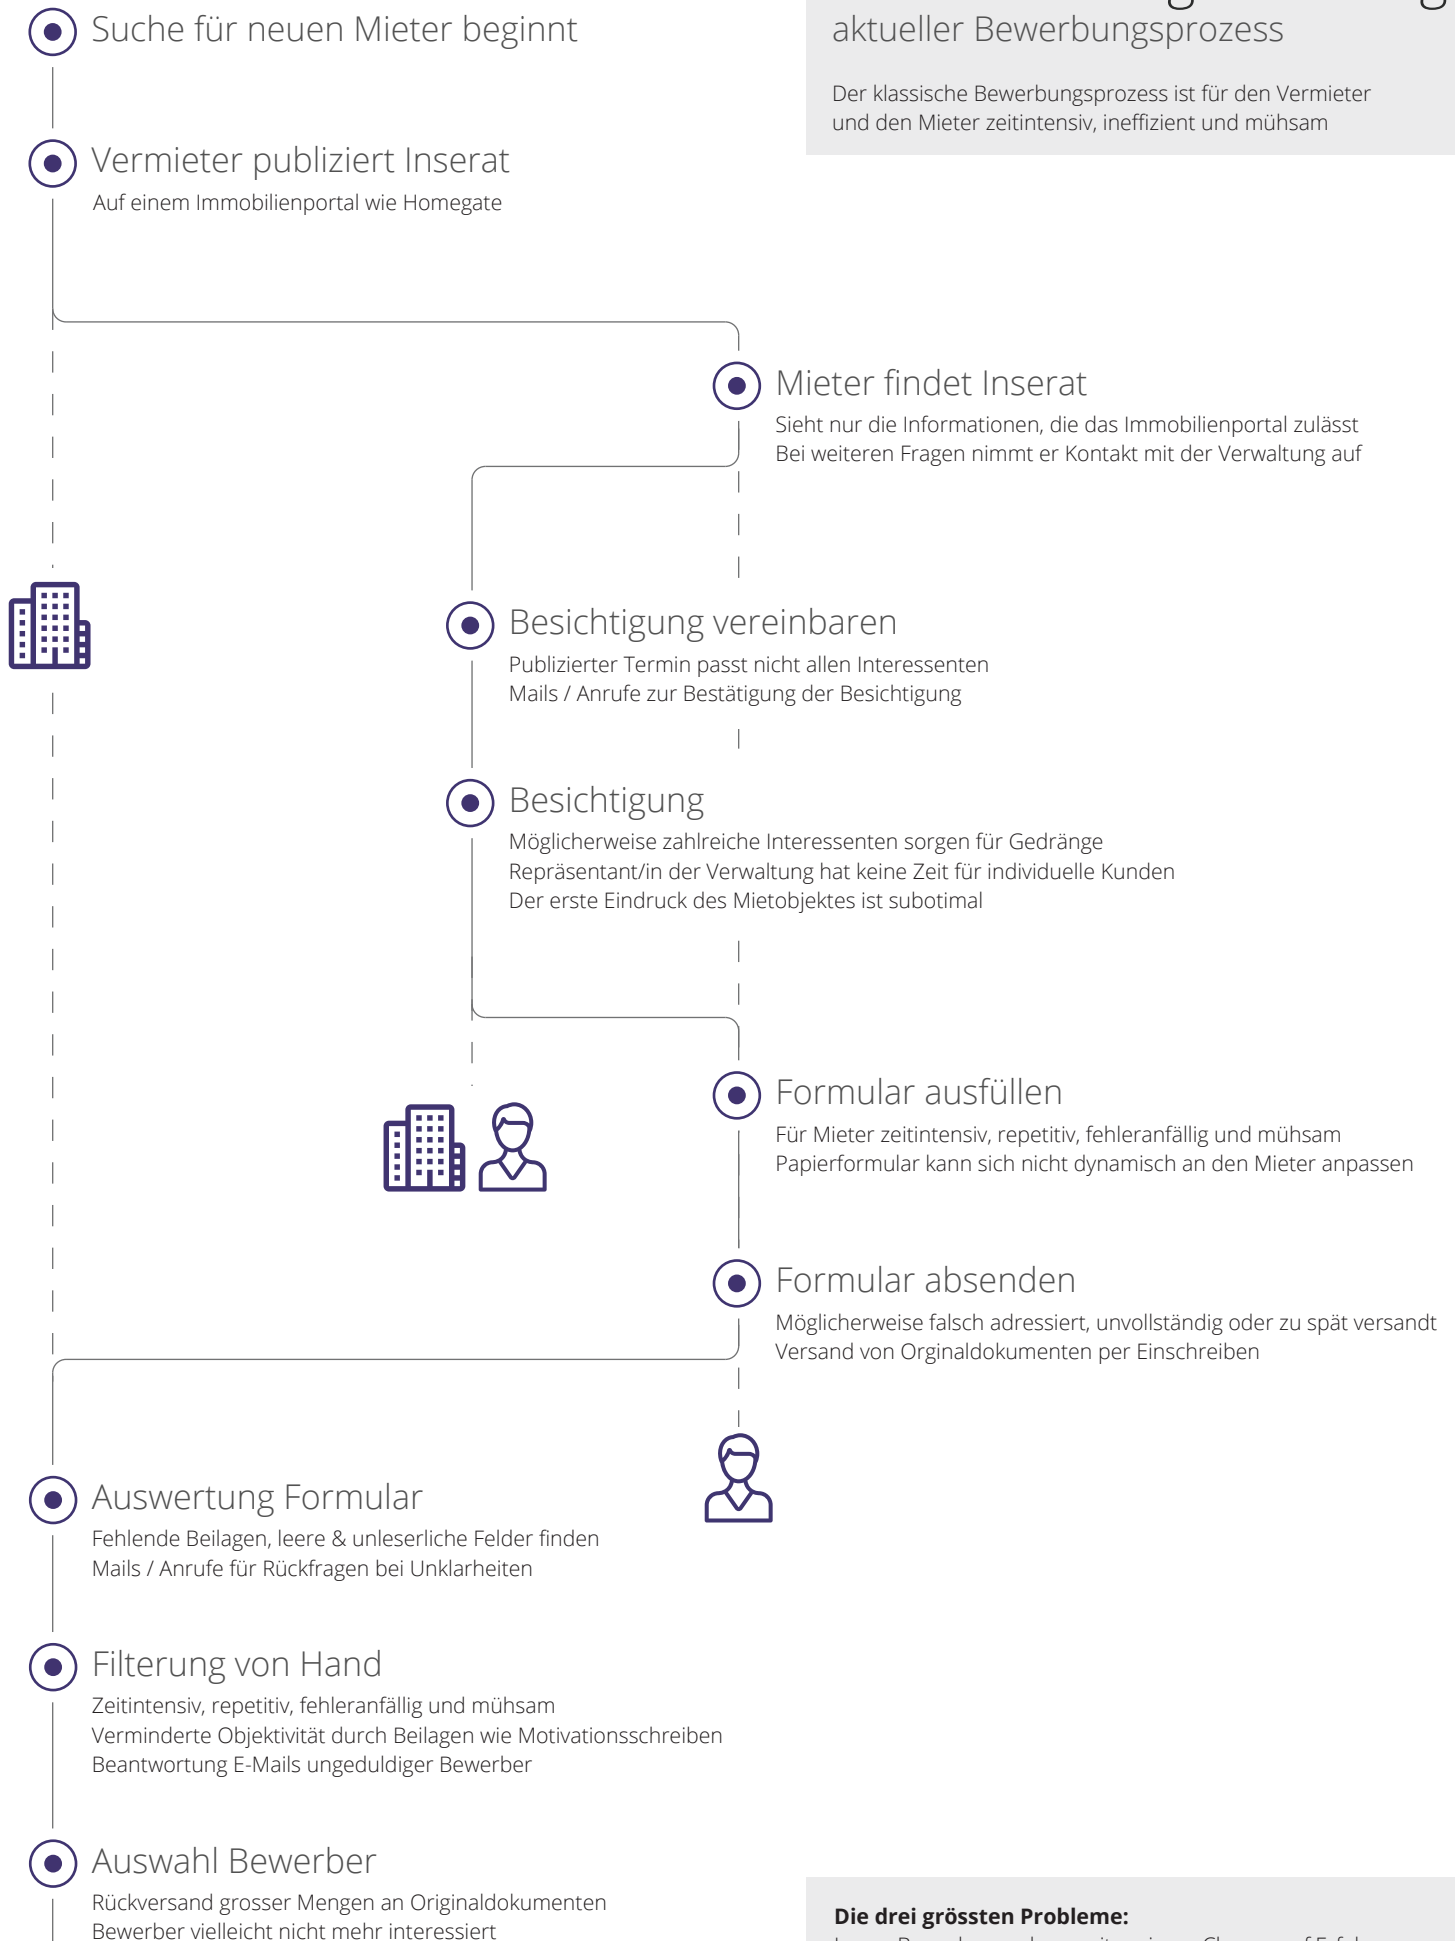 Suche für neuen Mieter beginnt
aktueller Bewerbungsprozess
Der klassische Bewerbungsprozess ist für den Vermieter
und den Mieter zeitintensiv, ineffizient und mühsam
Vermieter publiziert Inserat
Auf einem Immobilienportal wie Homegate
Mieter findet Inserat
Sieht nur die Informationen, die das Immobilienportal zulässt
Bei weiteren Fragen nimmt er Kontakt mit der Verwaltung auf
Besichtigung vereinbaren
Publizierter Termin passt nicht allen Interessenten
Mails / Anrufe zur Bestätigung der Besichtigung
Besichtigung
Möglicherweise zahlreiche Interessenten sorgen für Gedränge
Repräsentant/in der Verwaltung hat keine Zeit für individuelle Kunden
Der erste Eindruck des Mietobjektes ist subotimal
Formular ausfüllen
Für Mieter zeitintensiv, repetitiv, fehleranfällig und mühsam
Papierformular kann sich nicht dynamisch an den Mieter anpassen
Formular absenden
Möglicherweise falsch adressiert, unvollständig oder zu spät versandt
Versand von Orginaldokumenten per Einschreiben
Auswertung Formular
Fehlende Beilagen, leere & unleserliche Felder finden
Mails / Anrufe für Rückfragen bei Unklarheiten
Filterung von Hand
Zeitintensiv, repetitiv, fehleranfällig und mühsam
Verminderte Objektivität durch Beilagen wie Motivationsschreiben
Beantwortung E-Mails ungeduldiger Bewerber
Auswahl Bewerber
Rückversand grosser Mengen an Originaldokumenten
Bewerber vielleicht nicht mehr interessiert
Die drei grössten Probleme: